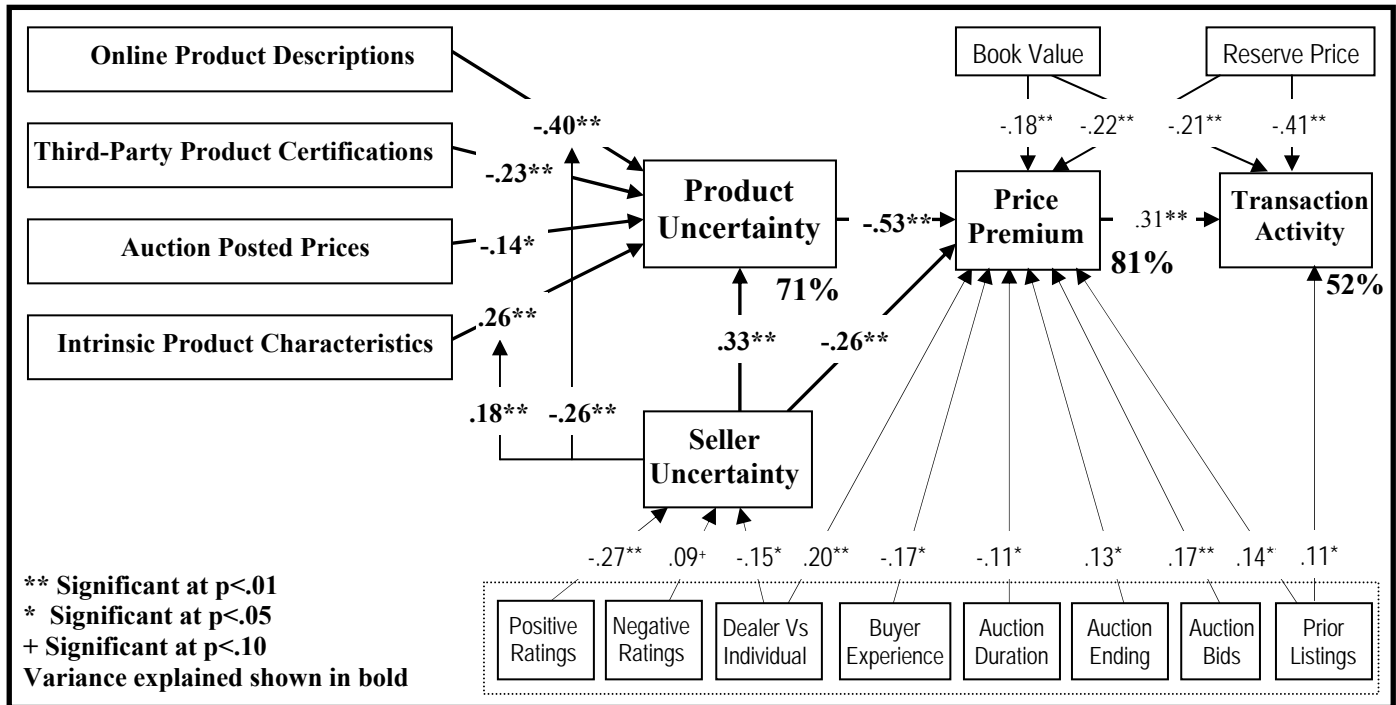 Online Product Descriptions
Book Value
Reserve Price
-.40**
-.18**
-.22**
-.21**
-.41**
Third-Party Product Certifications
-.23**
Product
Uncertainty
71%
-.53**
Price
Premium
81%
.31**
Transaction
Activity
52%
Auction Posted Prices
-.14*
Intrinsic Product Characteristics
.26**
.33**
-.26**
.18**
-.26**
Seller
Uncertainty
-.27**
.09+
-.15*
.20**
-.17*
-.11*
.13*
.17**
.14*
.11*
** Significant at p<.01
* Significant at p<.05
+ Significant at p<.10
Variance explained shown in bold
Positive
Ratings
Negative
Ratings
Dealer Vs
Individual
Buyer
Experience
Auction
Duration
Auction
Ending
Auction
Bids
Prior
Listings